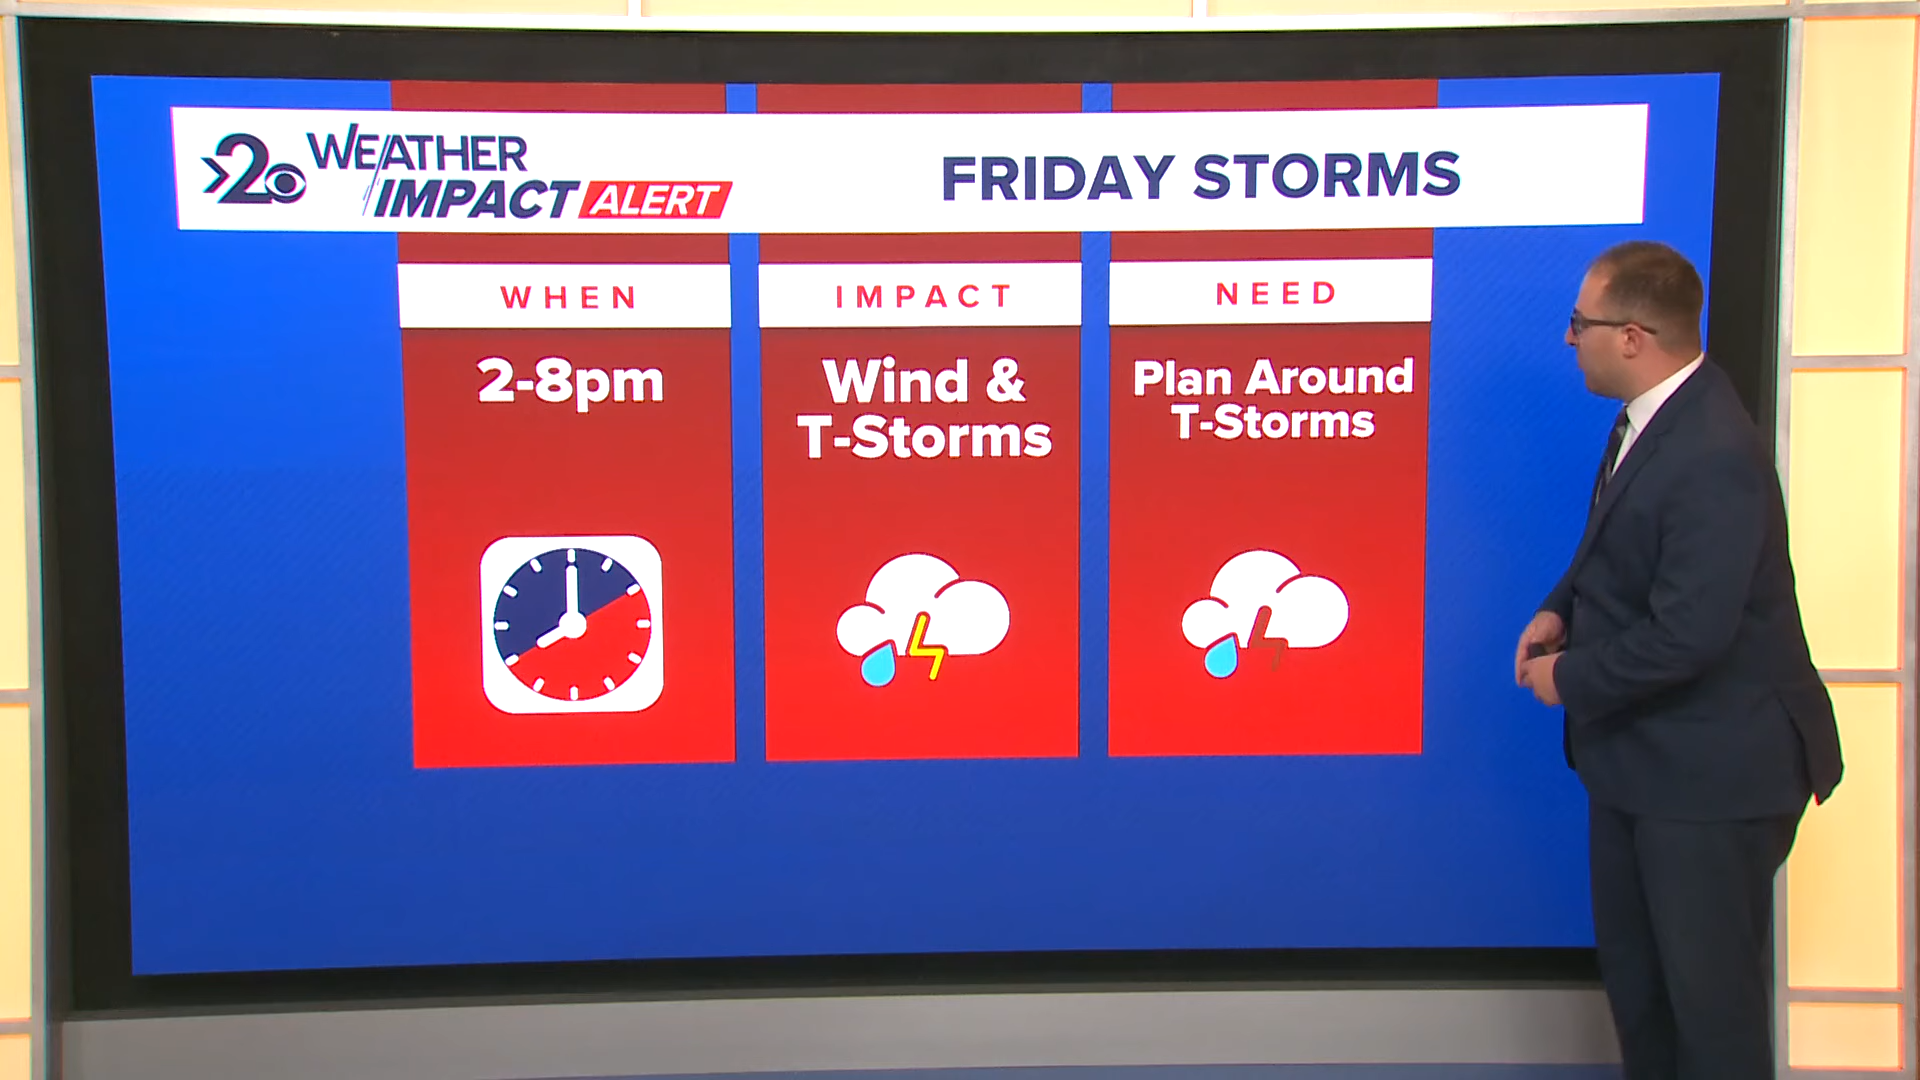 2
WEATHER
IMPACT ALERT
FRIDAY STORMS
WHEN
2-8pm
IMPACT
Wind &
T-Storms
NEED
Plan Around
T-Storms